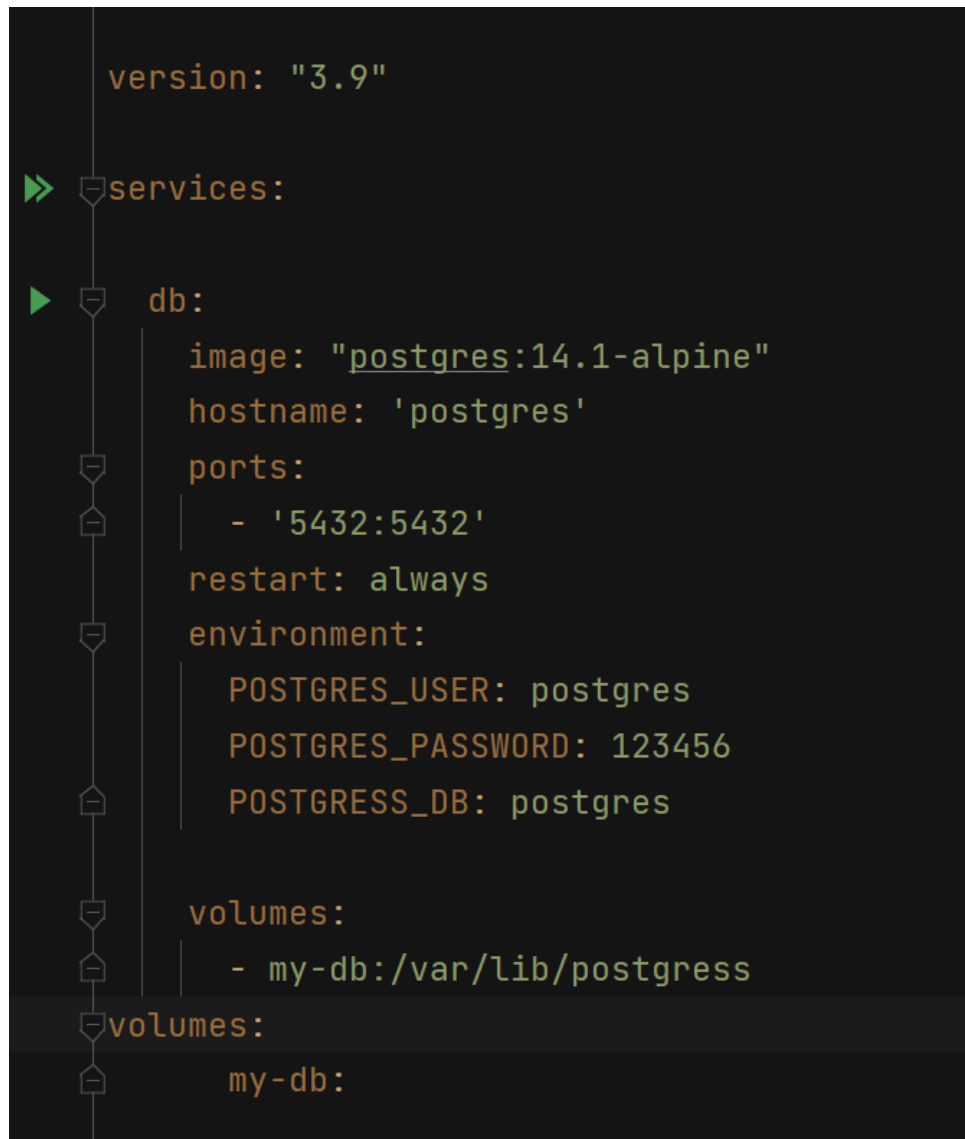 version: "3.9"
services:
db:
image: "postgres:14.1-alpine"
hostname: 'postgres'
ports:
- '5432:5432'
restart: always
environment:
POSTGRES_USER: postgres
POSTGRES_PASSWORD: 123456
POSTGRESS_DB: postgres
volumes:
- my-db:/var/lib/postgress
volumes:
my-db: